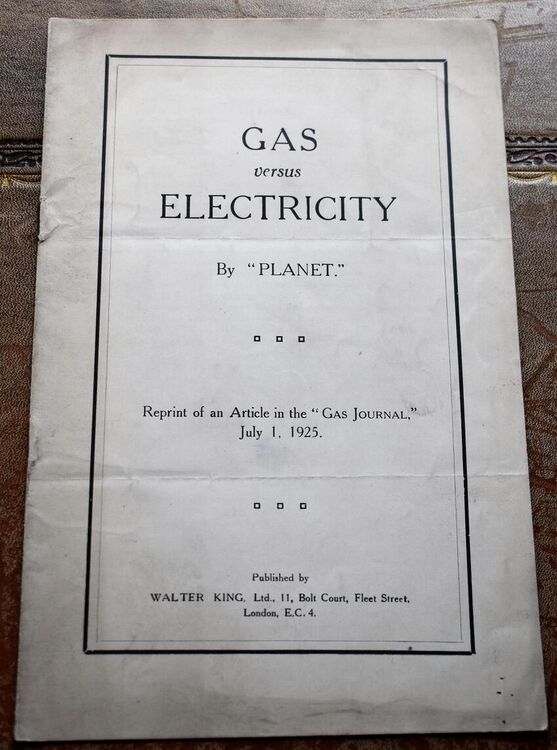 GAS
versus
ELECTRICITY
By “PLANET.”
Reprint of an Article in the “GAS JOURNAL,”
July 1, 1925.
Published by
WALTER KING, Ltd., 11, Bolt Court, Fleet Street,
London, E.C. 4.